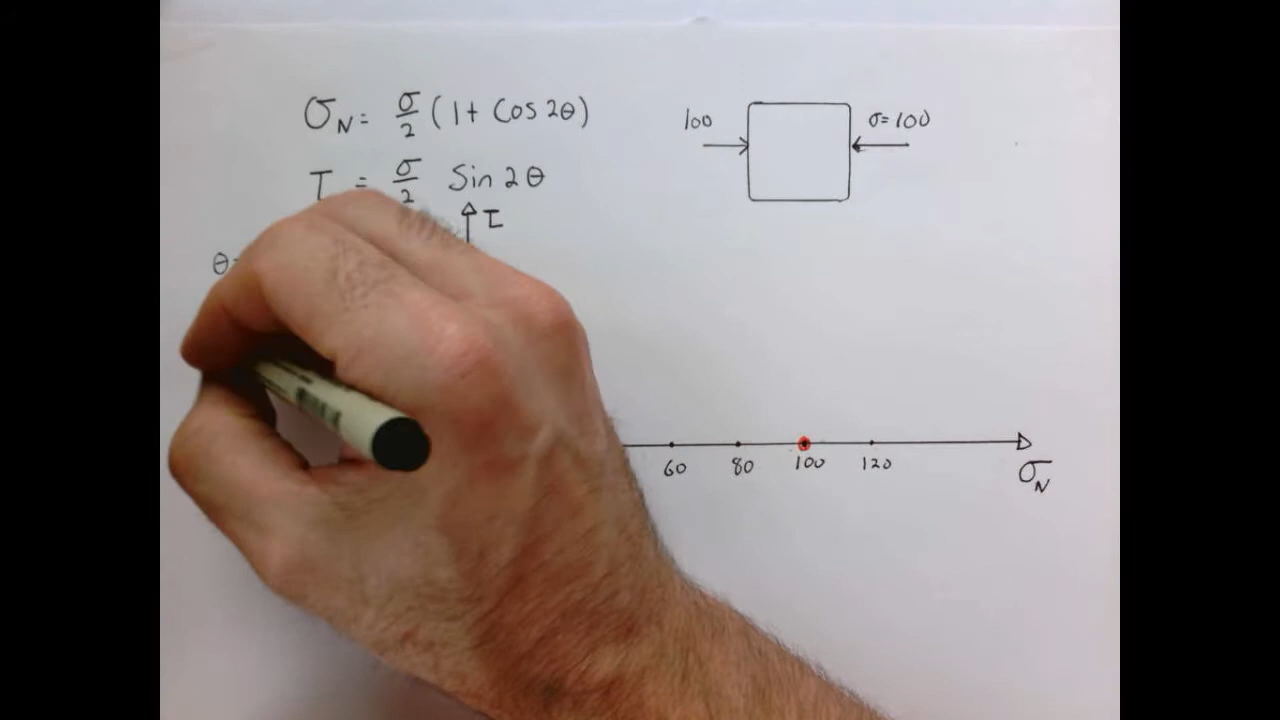 σN = σ/2 (1 + Cos 2θ)
100
σ = 100
τ = σ/2 Sin 2θ
τ
θ=
60 80 100 120
σN